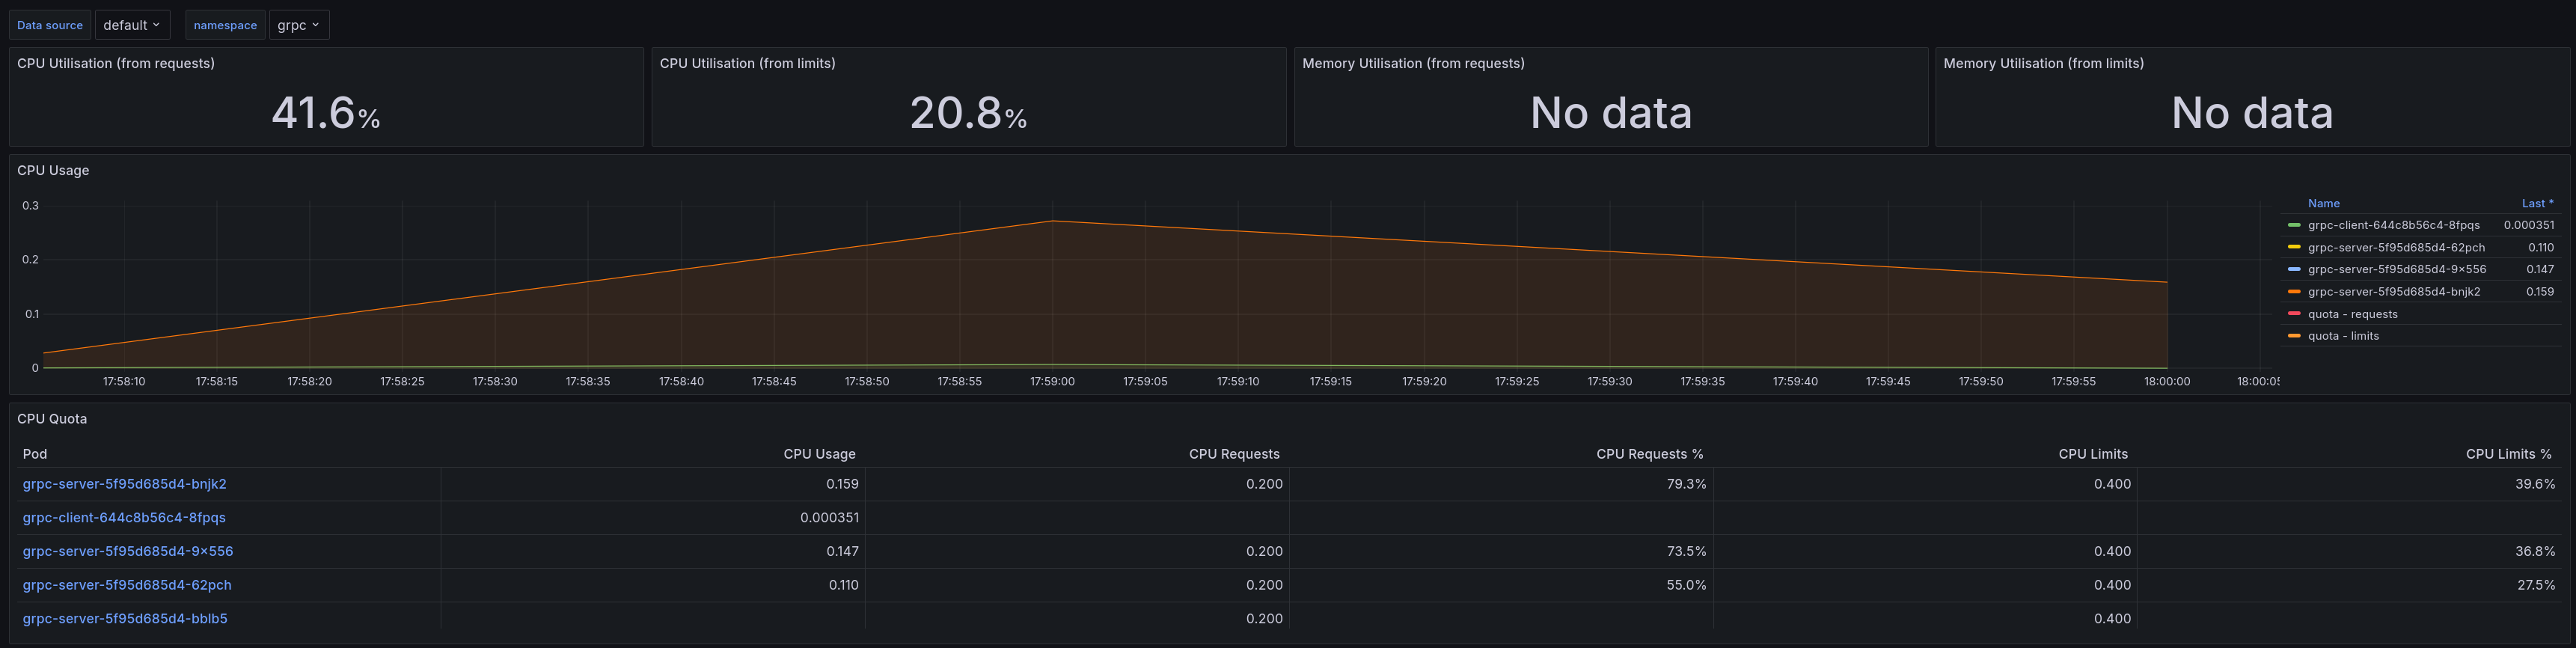 Data source default namespace grpc
CPU Utilisation (from requests) CPU Utilisation (from limits) Memory Utilisation (from requests) Memory Utilisation (from limits)
41.6% 20.8% No data No data
CPU Usage
0.3
0.2
0.1
0
17:58:10 17:58:15 17:58:20 17:58:25 17:58:30 17:58:35 17:58:40 17:58:45 17:58:50 17:58:55 17:59:00 17:59:05 17:59:10 17:59:15 17:59:20 17:59:25 17:59:30 17:59:35 17:59:40 17:59:45 17:59:50 17:59:55 18:00:00 18:00:05
Name Last *
grpc-client-644c8b56c4-8fpqs 0.000351
grpc-server-5f95d685d4-62pch 0.110
grpc-server-5f95d685d4-9×556 0.147
grpc-server-5f95d685d4-bnjk2 0.159
quota - requests
quota - limits
CPU Quota
Pod CPU Usage CPU Requests CPU Requests % CPU Limits CPU Limits %
grpc-server-5f95d685d4-bnjk2 0.159 0.200 79.3% 0.400 39.6%
grpc-client-644c8b56c4-8fpqs 0.000351
grpc-server-5f95d685d4-9×556 0.147 0.200 73.5% 0.400 36.8%
grpc-server-5f95d685d4-62pch 0.110 0.200 55.0% 0.400 27.5%
grpc-server-5f95d685d4-bblb5 0.200 0.400